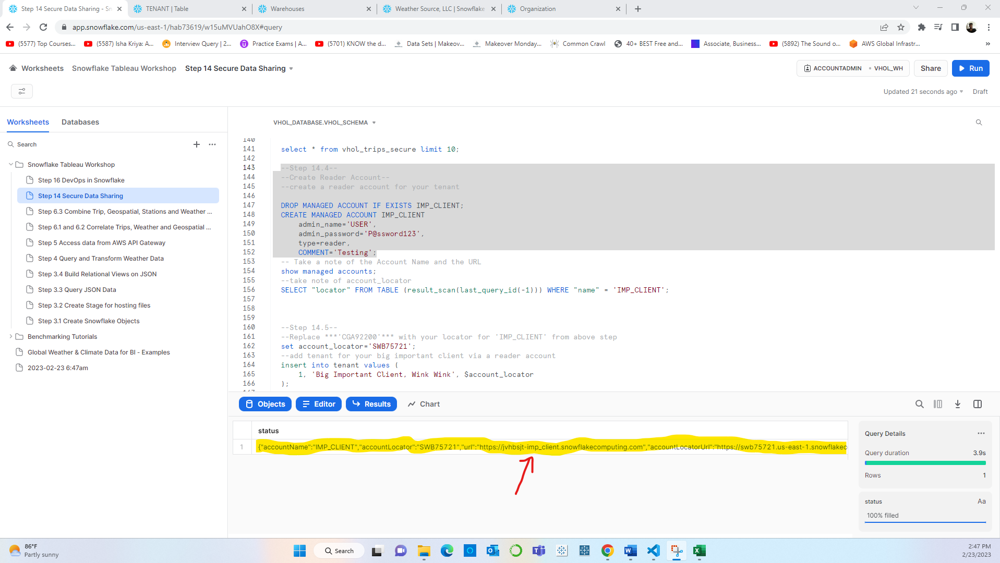 Step 14 Secure Data Sharing - Sn
TENANT | Table
Warehouses
Weather Source, LLC | Snowflake
Organization
app.snowflake.com/us-east-1/hab73619/w15uMVUahO8X#query
(5577) Top Courses...
(5587) Isha Kriya: A...
Interview Query | 2...
Practice Exams | A...
(5701) KNOW the d...
Data Sets | Makeov...
Makeover Monday...
Common Crawl
40+ BEST Free and...
Associate, Business...
(5892) The Sound o...
AWS Global Infrastr...
»
Worksheets
Snowflake Tableau Workshop
Step 14 Secure Data Sharing
ACCOUNTADMIN • VHOL_WH
Share
Run
Updated 21 seconds ago
Draft
Worksheets
Databases
Search
Snowflake Tableau Workshop
Step 16 DevOps in Snowflake
Step 14 Secure Data Sharing
Step 6.3 Combine Trip, Geospatial, Stations and Weather ...
Step 6.1 and 6.2 Correlate Trips, Weather and Geospatial ...
Step 5 Access data from AWS API Gateway
Step 4 Query and Transform Weather Data
Step 3.4 Build Relational Views on JSON
Step 3.3 Query JSON Data
Step 3.2 Create Stage for hosting files
Step 3.1 Create Snowflake Objects
Benchmarking Tutorials
Global Weather & Climate Data for BI - Examples
2023-02-23 6:47am
VHOL_DATABASE.VHOL_SCHEMA
140
141 select * from vhol_trips_secure limit 10;
142
143 --Step 14.4--
144 --Create Reader Account--
145 --create a reader account for your tenant
146
147 DROP MANAGED ACCOUNT IF EXISTS IMP_CLIENT;
148 CREATE MANAGED ACCOUNT IMP_CLIENT
149 admin_name='USER',
150 admin_password='P@ssword123',
151 type=reader,
152 COMMENT='Testing';
153 -- Take a note of the Account Name and the URL
154 show managed accounts;
155 --take note of account_locator
156 SELECT "locator" FROM TABLE (result_scan(last_query_id(-1))) WHERE "name" = 'IMP_CLIENT';
157
158
159
160 --Step 14.5--
161 --Replace ***'CGA92200'*** with your locator for 'IMP_CLIENT' from above step
162 set account_locator='SWB75721';
163 --add tenant for your big important client via a reader account
164 insert into tenant values (
165 1, 'Big Important Client, Wink Wink', $account_locator
166 );
167
Objects
Editor
Results
Chart
status
1 {"accountName":"IMP_CLIENT","accountLocator":"SWB75721","url":"https://jvhbsjt-imp_client.snowflakecomputing.com","accountLocatorUrl":"https://swb75721.us-east-1.snowflakec
Query Details
Query duration 3.9s
Rows 1
status Aa
100% filled
86°F
Partly sunny
Search
2:47 PM
2/23/2023